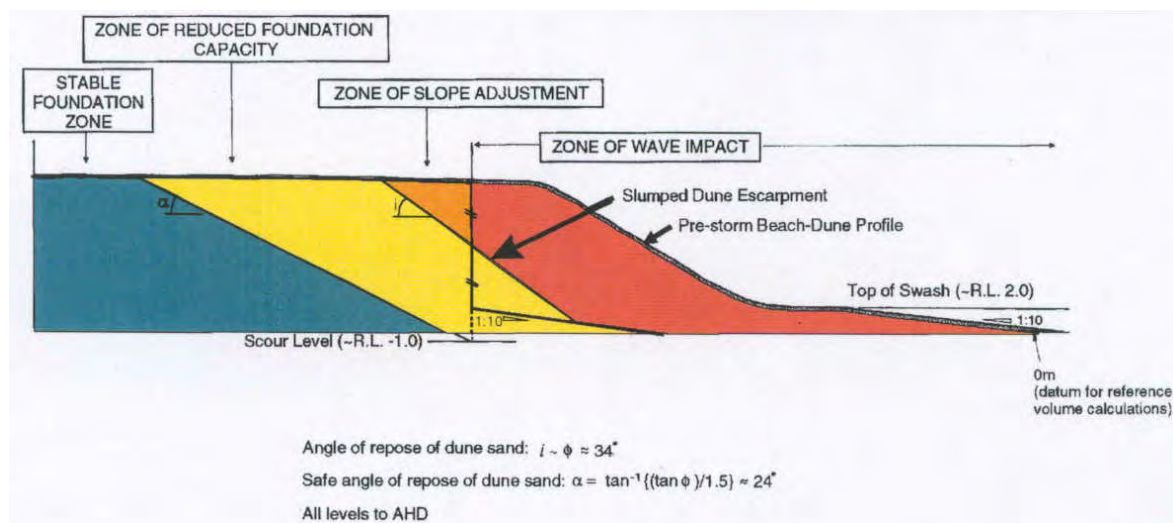 ZONE OF REDUCED FOUNDATION
CAPACITY
STABLE
FOUNDATION
ZONE
ZONE OF SLOPE ADJUSTMENT
ZONE OF WAVE IMPACT
Slumped Dune Escarpment
α
i
Pre-storm Beach-Dune Profile
Top of Swash (~R.L. 2.0)
1:10
1:10
Scour Level (~R.L. -1.0)
0m
(datum for reference
volume calculations)
Angle of repose of dune sand: i ~ ϕ ≈ 34°
Safe angle of repose of dune sand: α = tan⁻¹ {(tan ϕ)/1.5} ≈ 24°
All levels to AHD